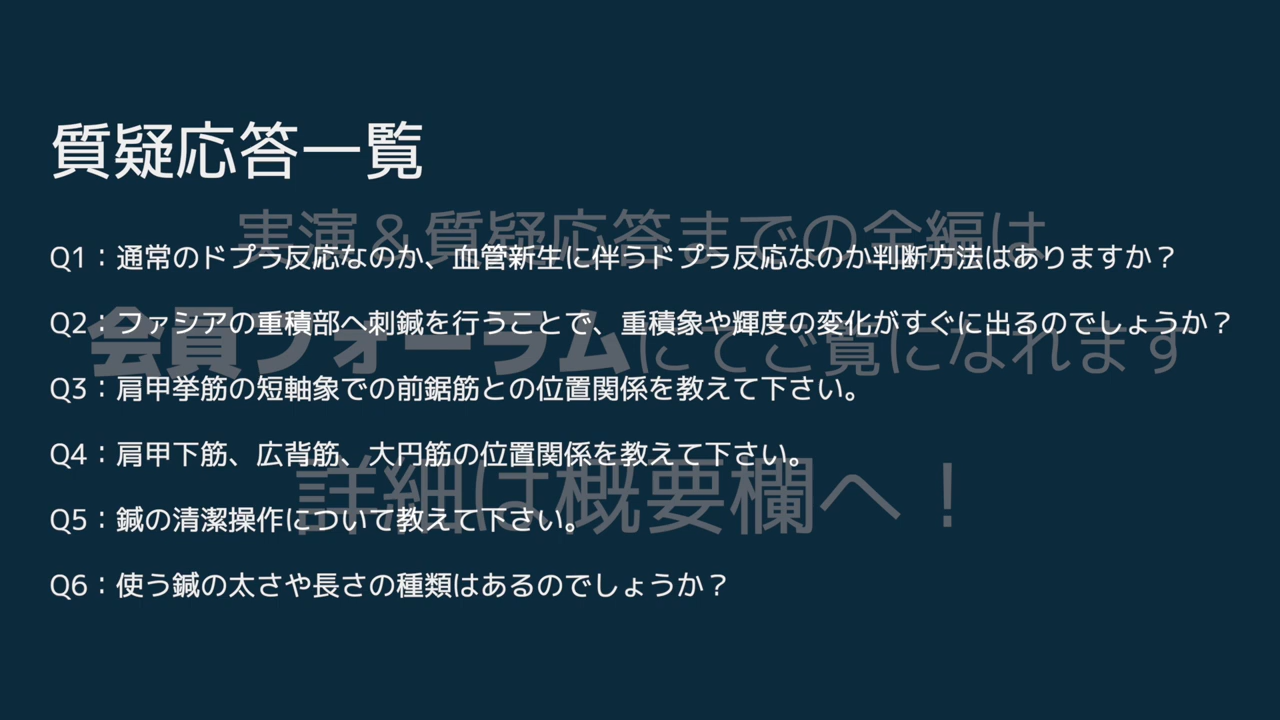 質疑応答一覧
実演&質疑応答までの全編は
Q1：通常のドプラ反応なのか、血管新生に伴うドプラ反応なのか判断方法はありますか？
Q2：ファシアの重積部へ刺鍼を行うことで、重積象や輝度の変化がすぐに出るのでしょうか？
会員フォーラムにてご覧になれます
Q3：肩甲挙筋の短軸象での前鋸筋との位置関係を教えて下さい。
Q4：肩甲下筋、広背筋、大円筋の位置関係を教えて下さい。
詳細は概要欄へ！
Q5：鍼の清潔操作について教えて下さい。
Q6：使う鍼の太さや長さの種類はあるのでしょうか？